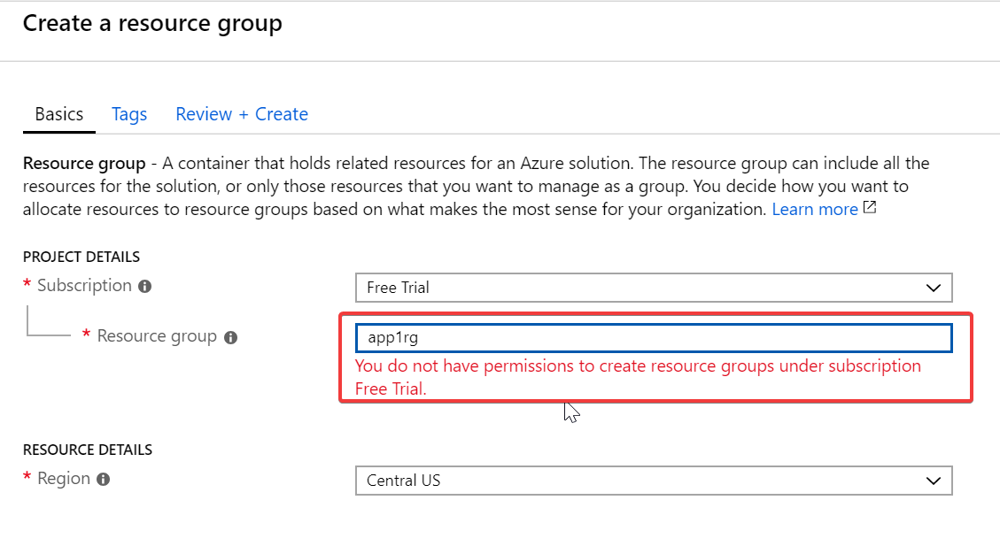 Create a resource group
Basics Tags Review + Create
Resource group - A container that holds related resources for an Azure solution. The resource group can include all the
resources for the solution, or only those resources that you want to manage as a group. You decide how you want to
allocate resources to resource groups based on what makes the most sense for your organization. Learn more
PROJECT DETAILS
* Subscription Free Trial
* Resource group app1rg
You do not have permissions to create resource groups under subscription
Free Trial.
RESOURCE DETAILS
* Region Central US